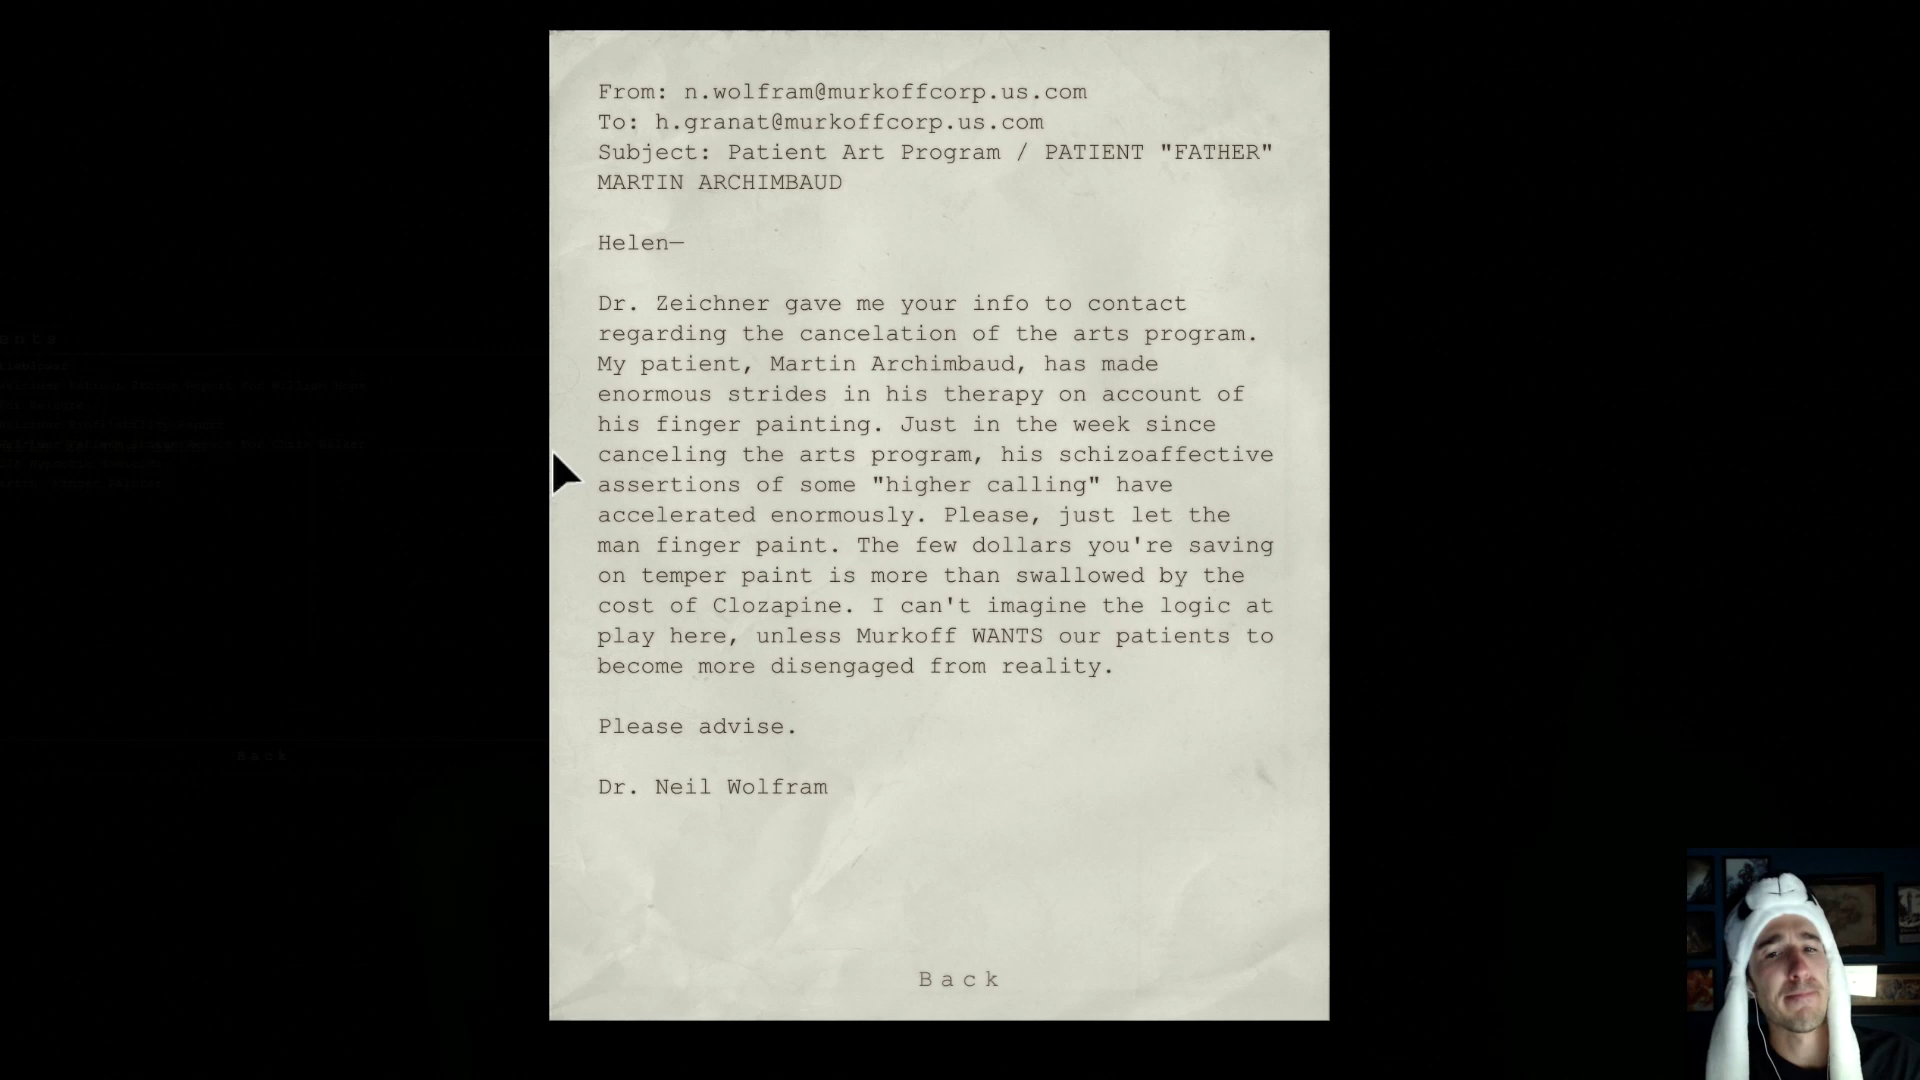 From: n.wolfram@murkoffcorp.us.com
To: h.granat@murkoffcorp.us.com
Subject: Patient Art Program / PATIENT "FATHER"
MARTIN ARCHIMBAUD
Helen—
Dr. Zeichner gave me your info to contact
regarding the cancelation of the arts program.
My patient, Martin Archimbaud, has made
enormous strides in his therapy on account of
his finger painting. Just in the week since
canceling the arts program, his schizoaffective
assertions of some "higher calling" have
accelerated enormously. Please, just let the
man finger paint. The few dollars you're saving
on temper paint is more than swallowed by the
cost of Clozapine. I can't imagine the logic at
play here, unless Murkoff WANTS our patients to
become more disengaged from reality.
Please advise.
Dr. Neil Wolfram
Back
Back